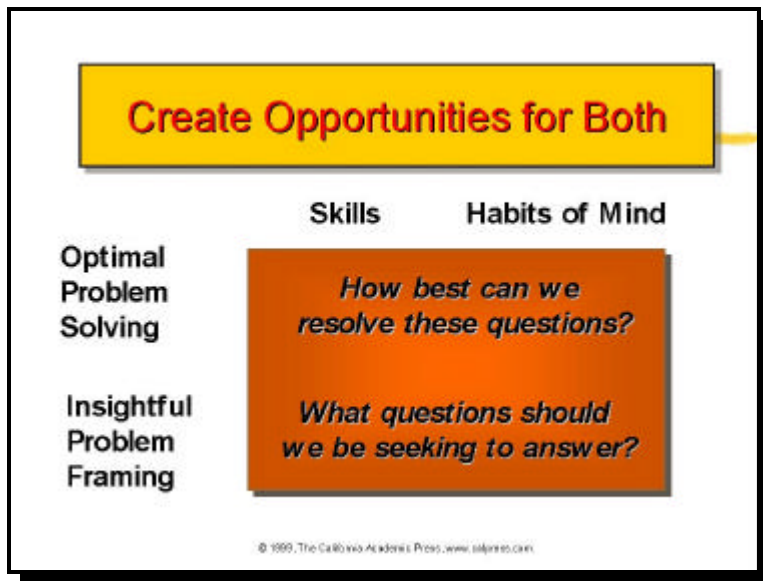 Create Opportunities for Both
Skills Habits of Mind
Optimal
Problem
Solving
How best can we
resolve these questions?
Insightful
Problem
Framing
What questions should
we be seeking to answer?
© 1999, The California Academic Press, www.calpress.com